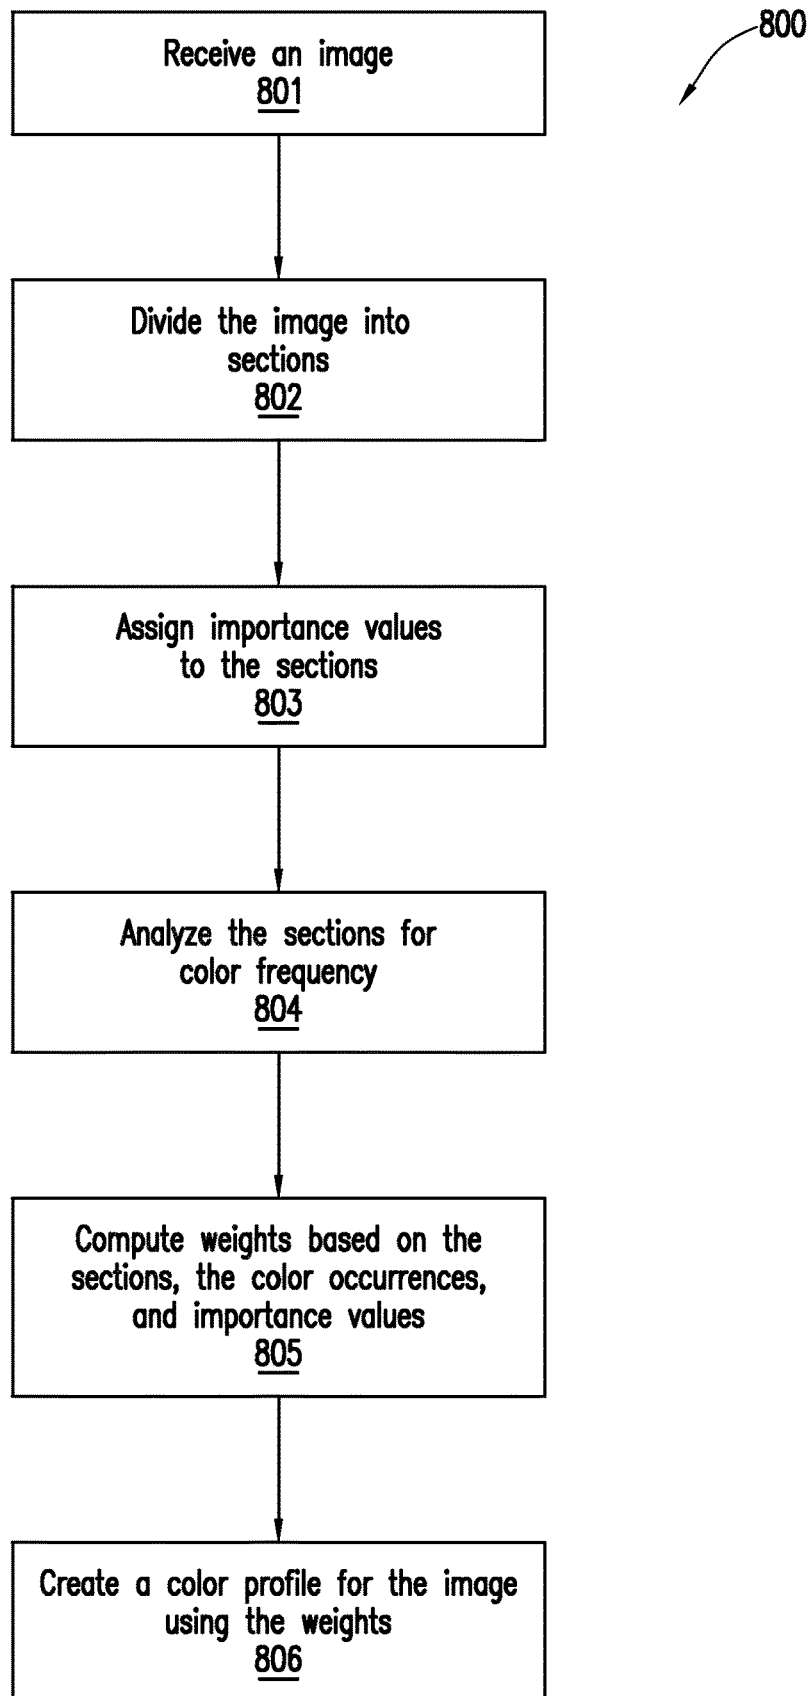 800
Receive an image
801
Divide the image into
sections
802
Assign importance values
to the sections
803
Analyze the sections for
color frequency
804
Compute weights based on the
sections, the color occurrences,
and importance values
805
Create a color profile for the image
using the weights
806